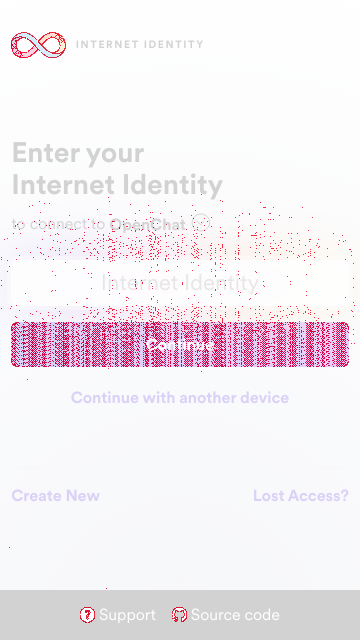 INTERNET IDENTITY
Enter your
Internet Identity
to connect to OpenChat
Internet Identity
Continue
Continue with another device
Create New
Lost Access?
? Support
Source code